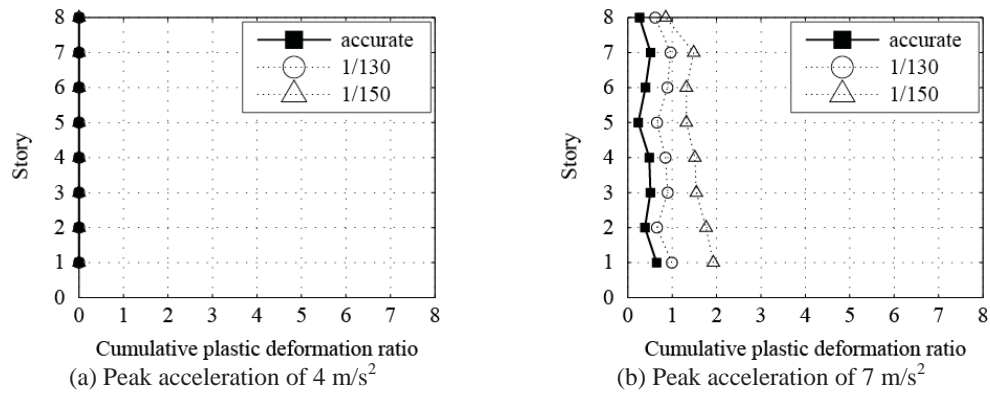 8
7
6
5
4
3
2
1
0
Story
accurate
1/130
1/150
0 1 2 3 4 5 6 7 8
Cumulative plastic deformation ratio
(a) Peak acceleration of 4 m/s²
8
7
6
5
4
3
2
1
0
Story
accurate
1/130
1/150
0 1 2 3 4 5 6 7 8
Cumulative plastic deformation ratio
(b) Peak acceleration of 7 m/s²